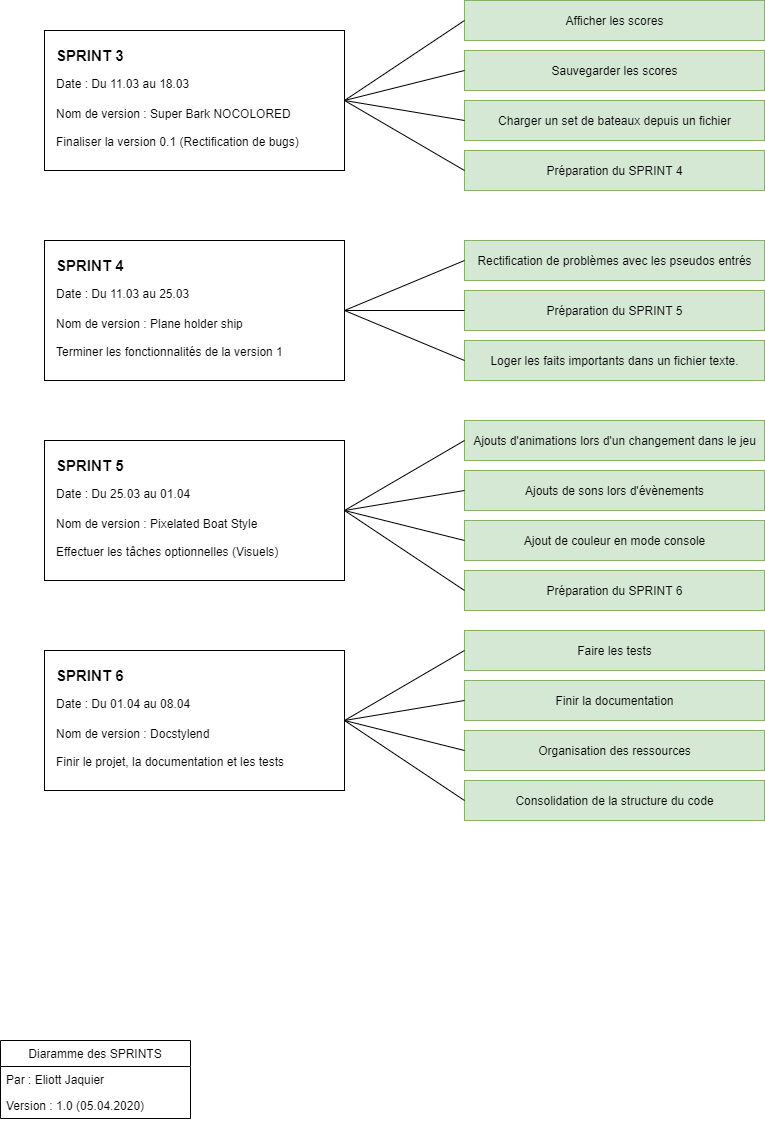 SPRINT 3
Date : Du 11.03 au 18.03
Nom de version : Super Bark NOCOLORED
Finaliser la version 0.1 (Rectification de bugs)
Afficher les scores
Sauvegarder les scores
Charger un set de bateaux depuis un fichier
Préparation du SPRINT 4
SPRINT 4
Date : Du 11.03 au 25.03
Nom de version : Plane holder ship
Terminer les fonctionnalités de la version 1
Rectification de problèmes avec les pseudos entrés
Préparation du SPRINT 5
Loger les faits importants dans un fichier texte.
SPRINT 5
Date : Du 25.03 au 01.04
Nom de version : Pixelated Boat Style
Effectuer les tâches optionnelles (Visuels)
Ajouts d'animations lors d'un changement dans le jeu
Ajouts de sons lors d'évènements
Ajout de couleur en mode console
Préparation du SPRINT 6
SPRINT 6
Date : Du 01.04 au 08.04
Nom de version : Docstylend
Finir le projet, la documentation et les tests
Faire les tests
Finir la documentation
Organisation des ressources
Consolidation de la structure du code
Diaramme des SPRINTS
Par : Eliott Jaquier
Version : 1.0 (05.04.2020)